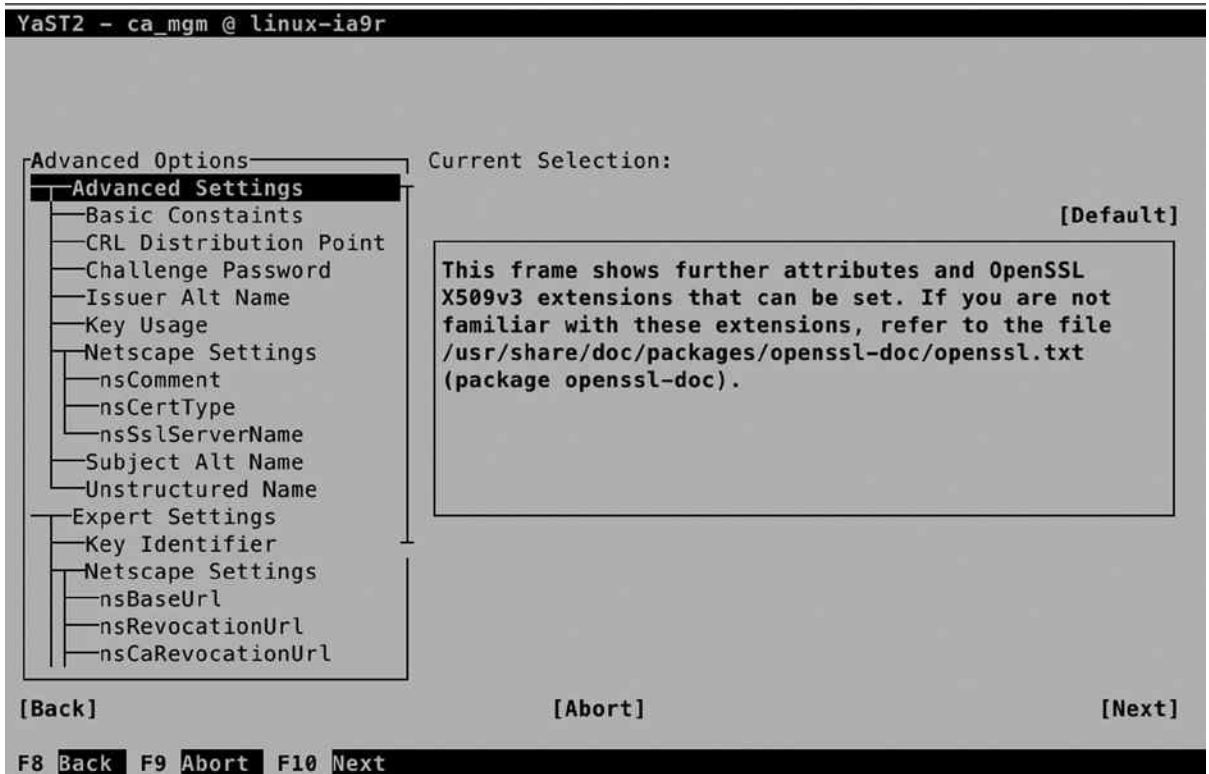 YaST2 - ca_mgm @ linux-ia9r
Advanced Options
Advanced Settings
Basic Constaints
CRL Distribution Point
Challenge Password
Issuer Alt Name
Key Usage
Netscape Settings
nsComment
nsCertType
nsSslServerName
Subject Alt Name
Unstructured Name
Expert Settings
Key Identifier
Netscape Settings
nsBaseUrl
nsRevocationUrl
nsCaRevocationUrl
Current Selection:
[Default]
This frame shows further attributes and OpenSSL
X509v3 extensions that can be set. If you are not
familiar with these extensions, refer to the file
/usr/share/doc/packages/openssl-doc/openssl.txt
(package openssl-doc).
[Back] [Abort] [Next]
F8 Back F9 Abort F10 Next